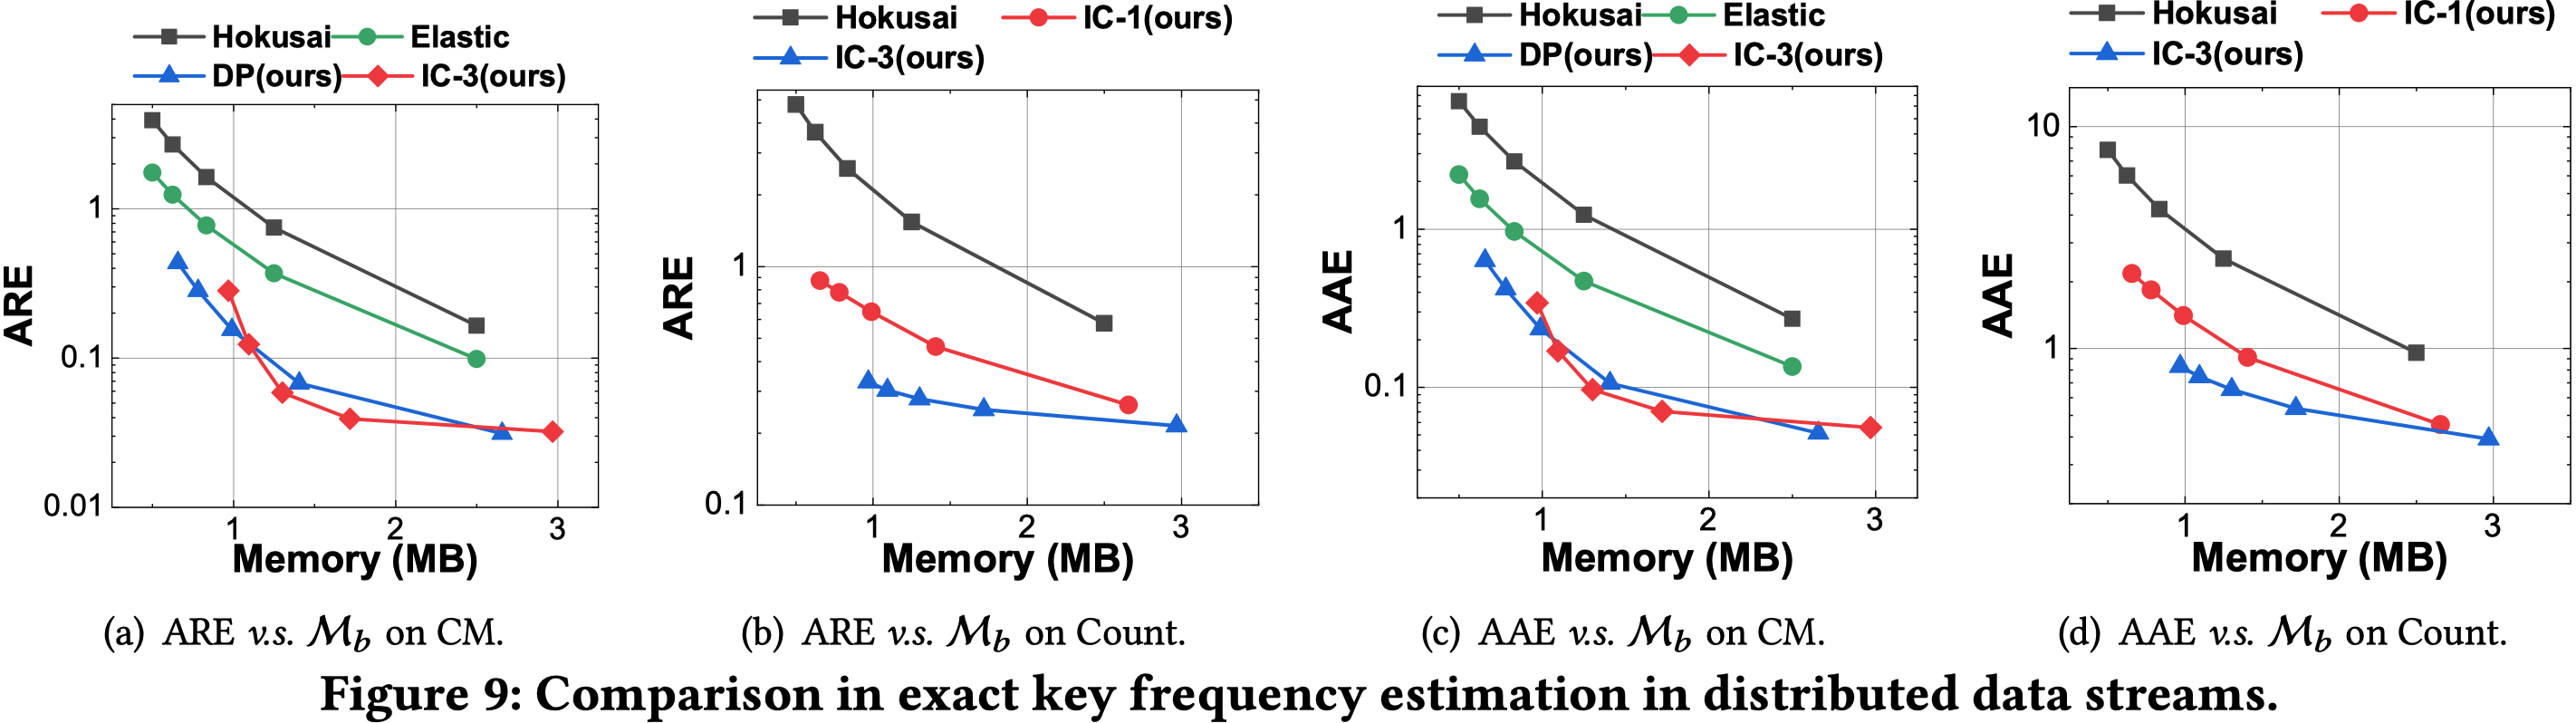 Hokusai Elastic
DP(ours) IC-3(ours)
ARE
1
0.1
0.01
1 2 3
Memory (MB)
(a) ARE v.s. ℳb on CM.
Hokusai IC-1(ours)
IC-3(ours)
ARE
1
0.1
1 2 3
Memory (MB)
(b) ARE v.s. ℳb on Count.
Hokusai Elastic
DP(ours) IC-3(ours)
AAE
1
0.1
1 2 3
Memory (MB)
(c) AAE v.s. ℳb on CM.
Hokusai IC-1(ours)
IC-3(ours)
AAE
10
1
1 2 3
Memory (MB)
(d) AAE v.s. ℳb on Count.
Figure 9: Comparison in exact key frequency estimation in distributed data streams.